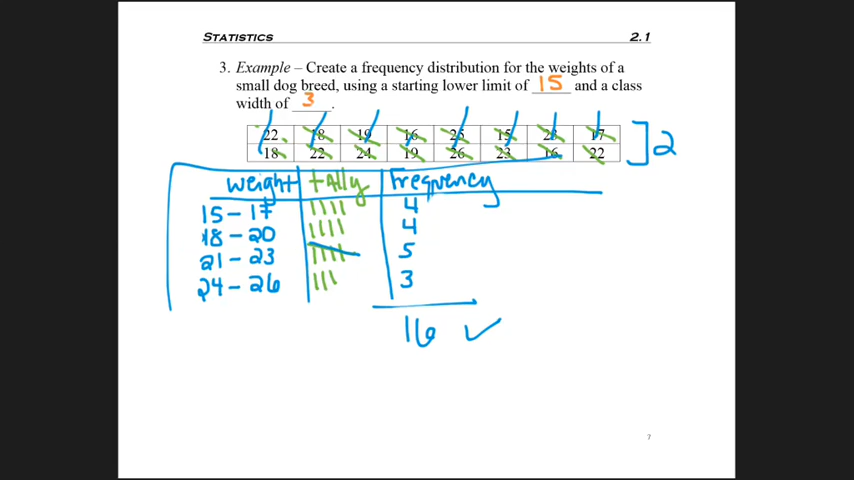 STATISTICS 2.1
3. Example – Create a frequency distribution for the weights of a
small dog breed, using a starting lower limit of 15 and a class
width of 3.
22 18 19 16 25 15 23 17
18 22 24 19 26 23 16 22
] 2
Weight tally Frequency
15 – 17 |||| 4
18 – 20 |||| 4
21 – 23 5
24 – 26 ||| 3
16 ✓
7